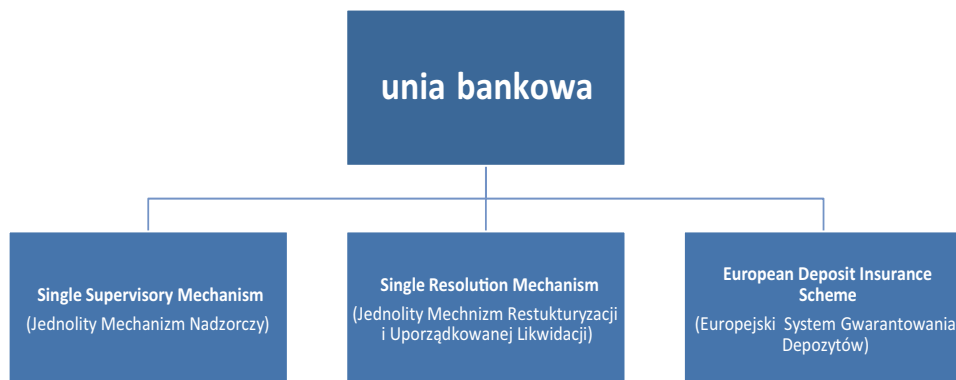 unia bankowa
Single Supervisory Mechanism
(Jednolity Mechanizm Nadzorczy)
Single Resolution Mechanism
(Jednolity Mechnizm Restukturyzacji
i Uporządkowanej Likwidacji)
European Deposit Insurance
Scheme
(Europejski System Gwarantowania
Depozytów)